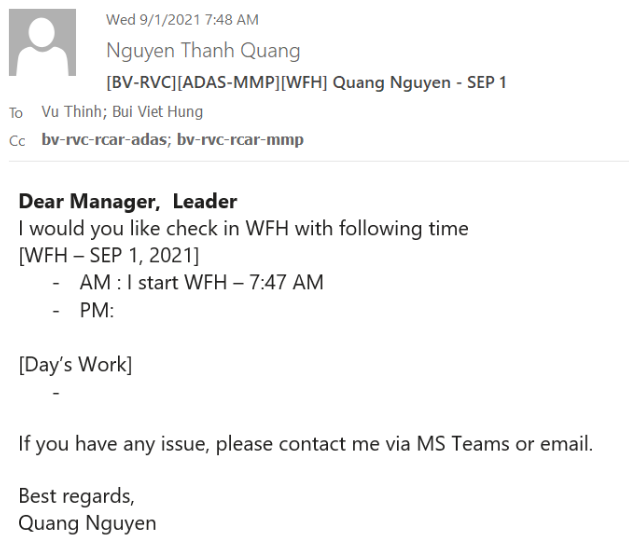 Wed 9/1/2021 7:48 AM
Nguyen Thanh Quang
[BV-RVC][ADAS-MMP][WFH] Quang Nguyen - SEP 1
To Vu Thinh; Bui Viet Hung
Cc bv-rvc-rcar-adas; bv-rvc-rcar-mmp
Dear Manager, Leader
I would you like check in WFH with following time
[WFH – SEP 1, 2021]
- AM : I start WFH – 7:47 AM
- PM:
[Day’s Work]
-
If you have any issue, please contact me via MS Teams or email.
Best regards,
Quang Nguyen